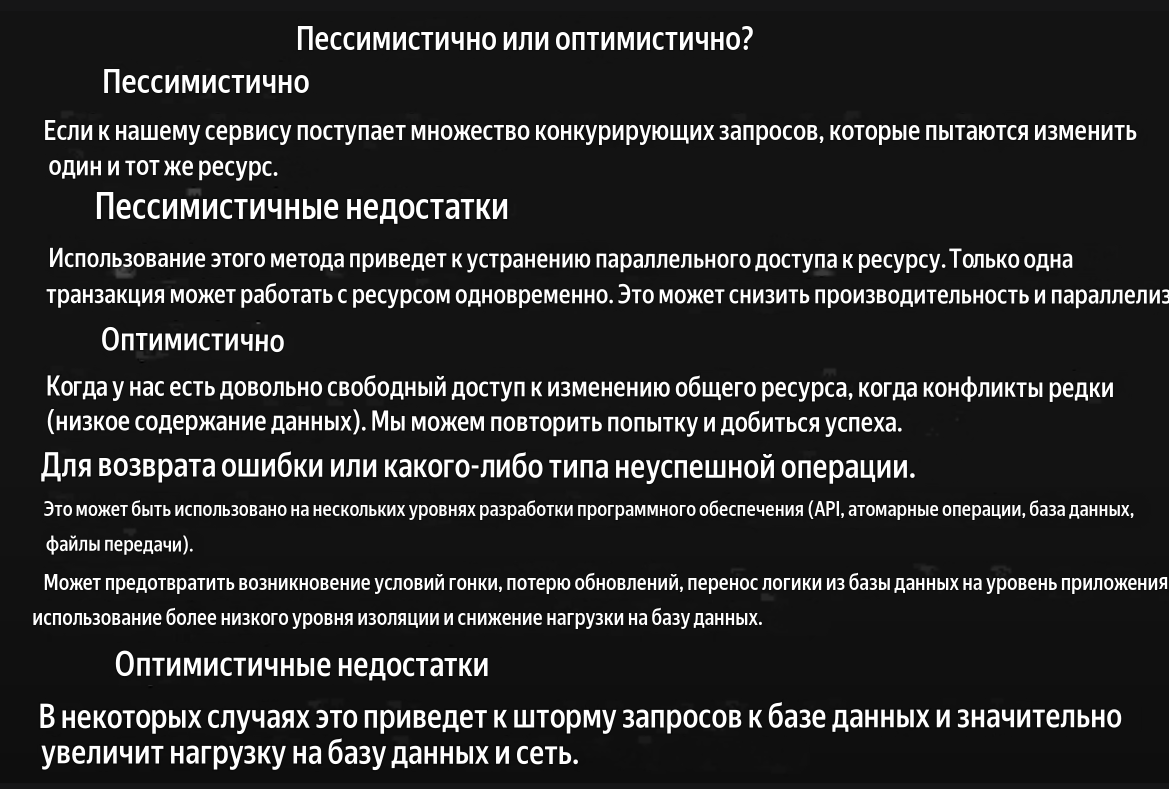 Пессимистично или оптимистично?
Пессимистично
Если к нашему сервису поступает множество конкурирующих запросов, которые пытаются изменить
один и тот же ресурс.
Пессимистичные недостатки
Использование этого метода приведет к устранению параллельного доступа к ресурсу. Только одна
транзакция может работать с ресурсом одновременно. Это может снизить производительность и параллелиз
Оптимистично
Когда у нас есть довольно свободный доступ к изменению общего ресурса, когда конфликты редки
(низкое содержание данных). Мы можем повторить попытку и добиться успеха.
Для возврата ошибки или какого-либо типа неуспешной операции.
Это может быть использовано на нескольких уровнях разработки программного обеспечения (API, атомарные операции, база данных,
файлы передачи).
Может предотвратить возникновение условий гонки, потерю обновлений, перенос логики из базы данных на уровень приложения
использование более низкого уровня изоляции и снижение нагрузки на базу данных.
Оптимистичные недостатки
В некоторых случаях это приведет к шторму запросов к базе данных и значительно
увеличит нагрузку на базу данных и сеть.